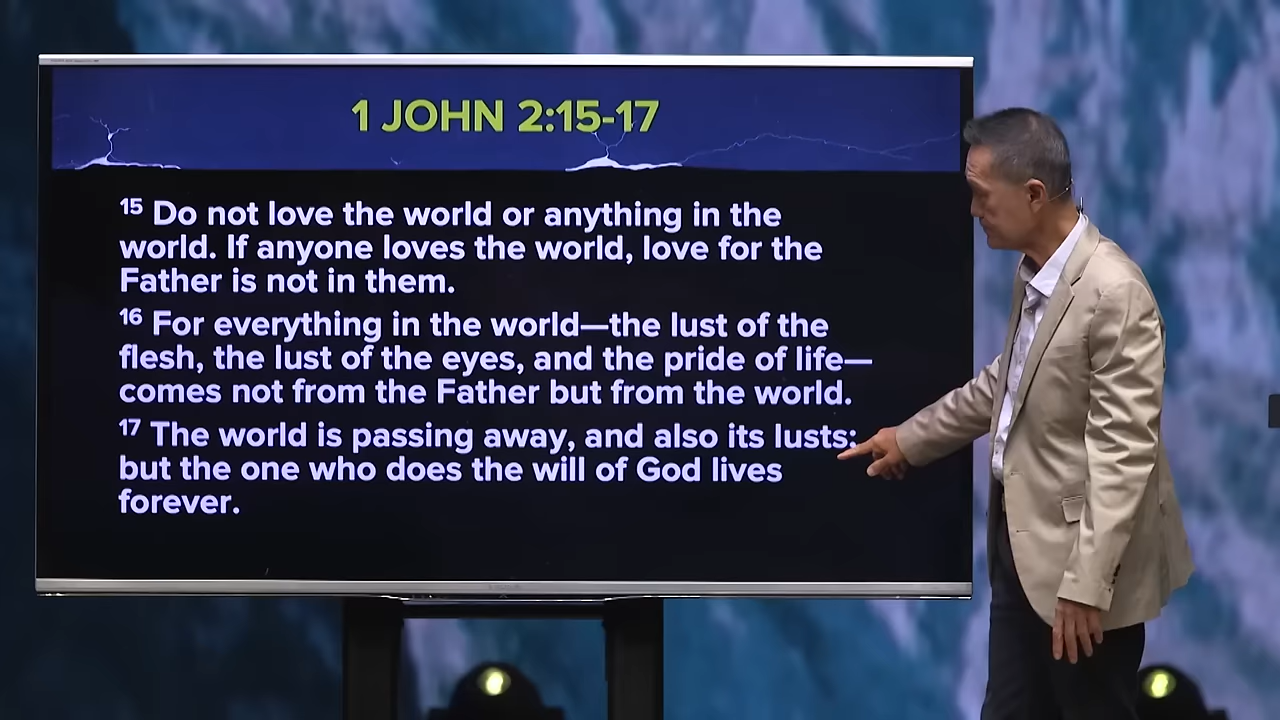 1 JOHN 2:15-17
15 Do not love the world or anything in the
world. If anyone loves the world, love for the
Father is not in them.
16 For everything in the world—the lust of the
flesh, the lust of the eyes, and the pride of life—
comes not from the Father but from the world.
17 The world is passing away, and also its lusts;
but the one who does the will of God lives
forever.